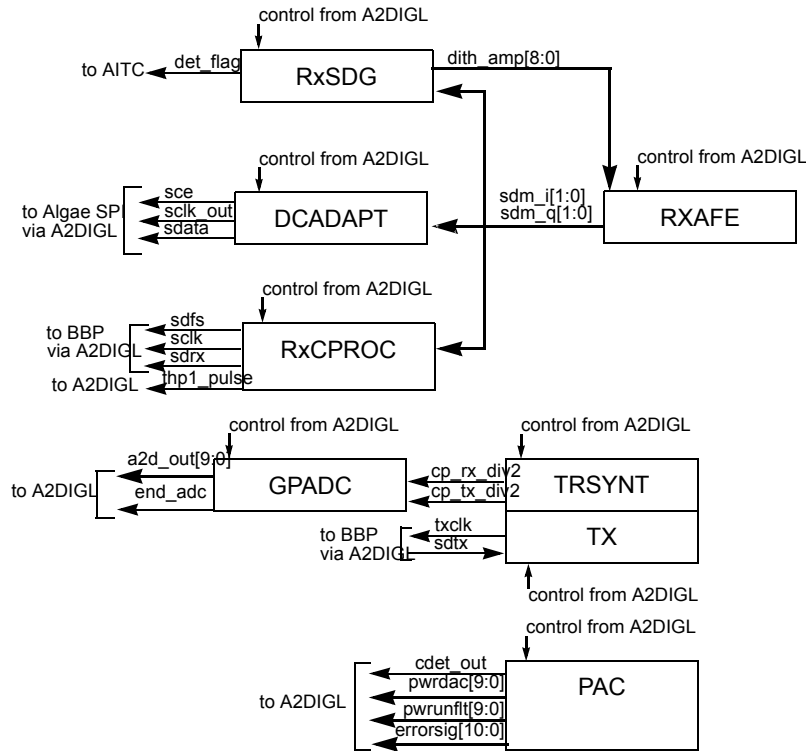 control from A2DIGL
to AITC
det_flag
RxSDG
dith_amp[8:0]
control from A2DIGL
control from A2DIGL
to Algae SPI
via A2DIGL
sce
sclk_out
sdata
DCADAPT
sdm_i[1:0]
sdm_q[1:0]
RXAFE
control from A2DIGL
to BBP
via A2DIGL
sdfs
sclk
sdrx
RxCPROC
to A2DIGL
thp1_pulse
control from A2DIGL
control from A2DIGL
a2d_out[9:0]
to A2DIGL
end_adc
GPADC
cp_rx_div2
cp_tx_div2
TRSYNT
to BBP
via A2DIGL
txclk
sdtx
TX
control from A2DIGL
control from A2DIGL
to A2DIGL
cdet_out
pwrdac[9:0]
pwrunflt[9:0]
errorsig[10:0]
PAC